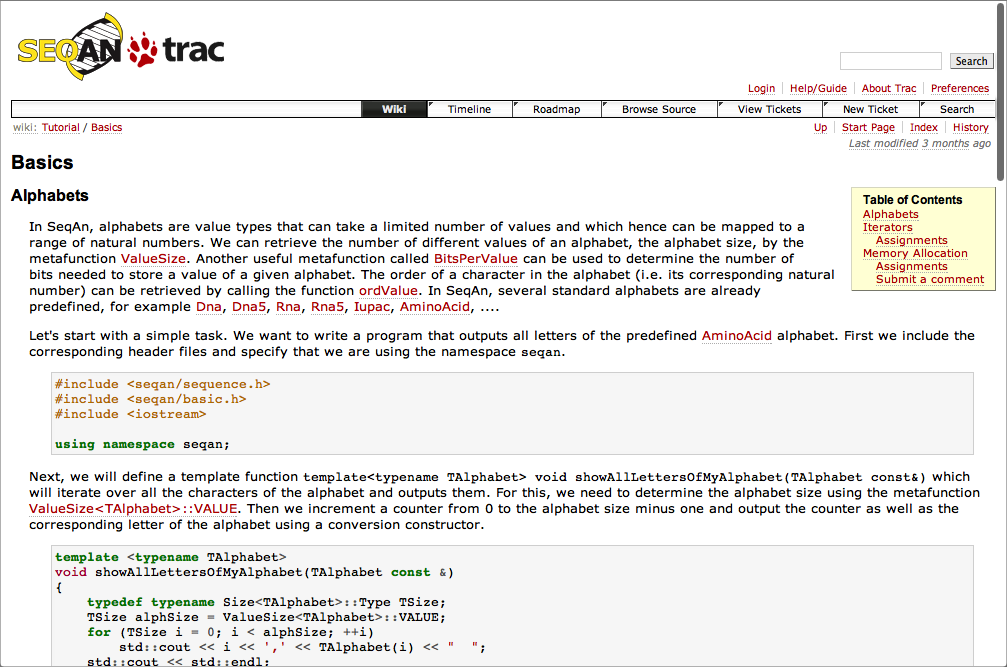 SEQAN trac
Search
Login Help/Guide About Trac Preferences
Wiki Timeline Roadmap Browse Source View Tickets New Ticket Search
wiki: Tutorial / Basics Up Start Page Index History
Last modified 3 months ago
Basics
Alphabets
Table of Contents
Alphabets
Iterators
Assignments
Memory Allocation
Assignments
Submit a comment
In SeqAn, alphabets are value types that can take a limited number of values and which hence can be mapped to a
range of natural numbers. We can retrieve the number of different values of an alphabet, the alphabet size, by the
metafunction ValueSize. Another useful metafunction called BitsPerValue can be used to determine the number of
bits needed to store a value of a given alphabet. The order of a character in the alphabet (i.e. its corresponding natural
number) can be retrieved by calling the function ordValue. In SeqAn, several standard alphabets are already
predefined, for example Dna, Dna5, Rna, Rna5, Iupac, AminoAcid, ....
Let's start with a simple task. We want to write a program that outputs all letters of the predefined AminoAcid alphabet. First we include the
corresponding header files and specify that we are using the namespace seqan.
#include <seqan/sequence.h>
#include <seqan/basic.h>
#include <iostream>
using namespace seqan;
Next, we will define a template function template<typename TAlphabet> void showAllLettersOfMyAlphabet(TAlphabet const&) which
will iterate over all the characters of the alphabet and outputs them. For this, we need to determine the alphabet size using the metafunction
ValueSize<TAlphabet>::VALUE. Then we increment a counter from 0 to the alphabet size minus one and output the counter as well as the
corresponding letter of the alphabet using a conversion constructor.
template <typename TAlphabet>
void showAllLettersOfMyAlphabet(TAlphabet const &)
{
    typedef typename Size<TAlphabet>::Type TSize;
    TSize alphSize = ValueSize<TAlphabet>::VALUE;
    for (TSize i = 0; i < alphSize; ++i)
        std::cout << i << ',' << TAlphabet(i) << "  ";
    std::cout << std::endl;